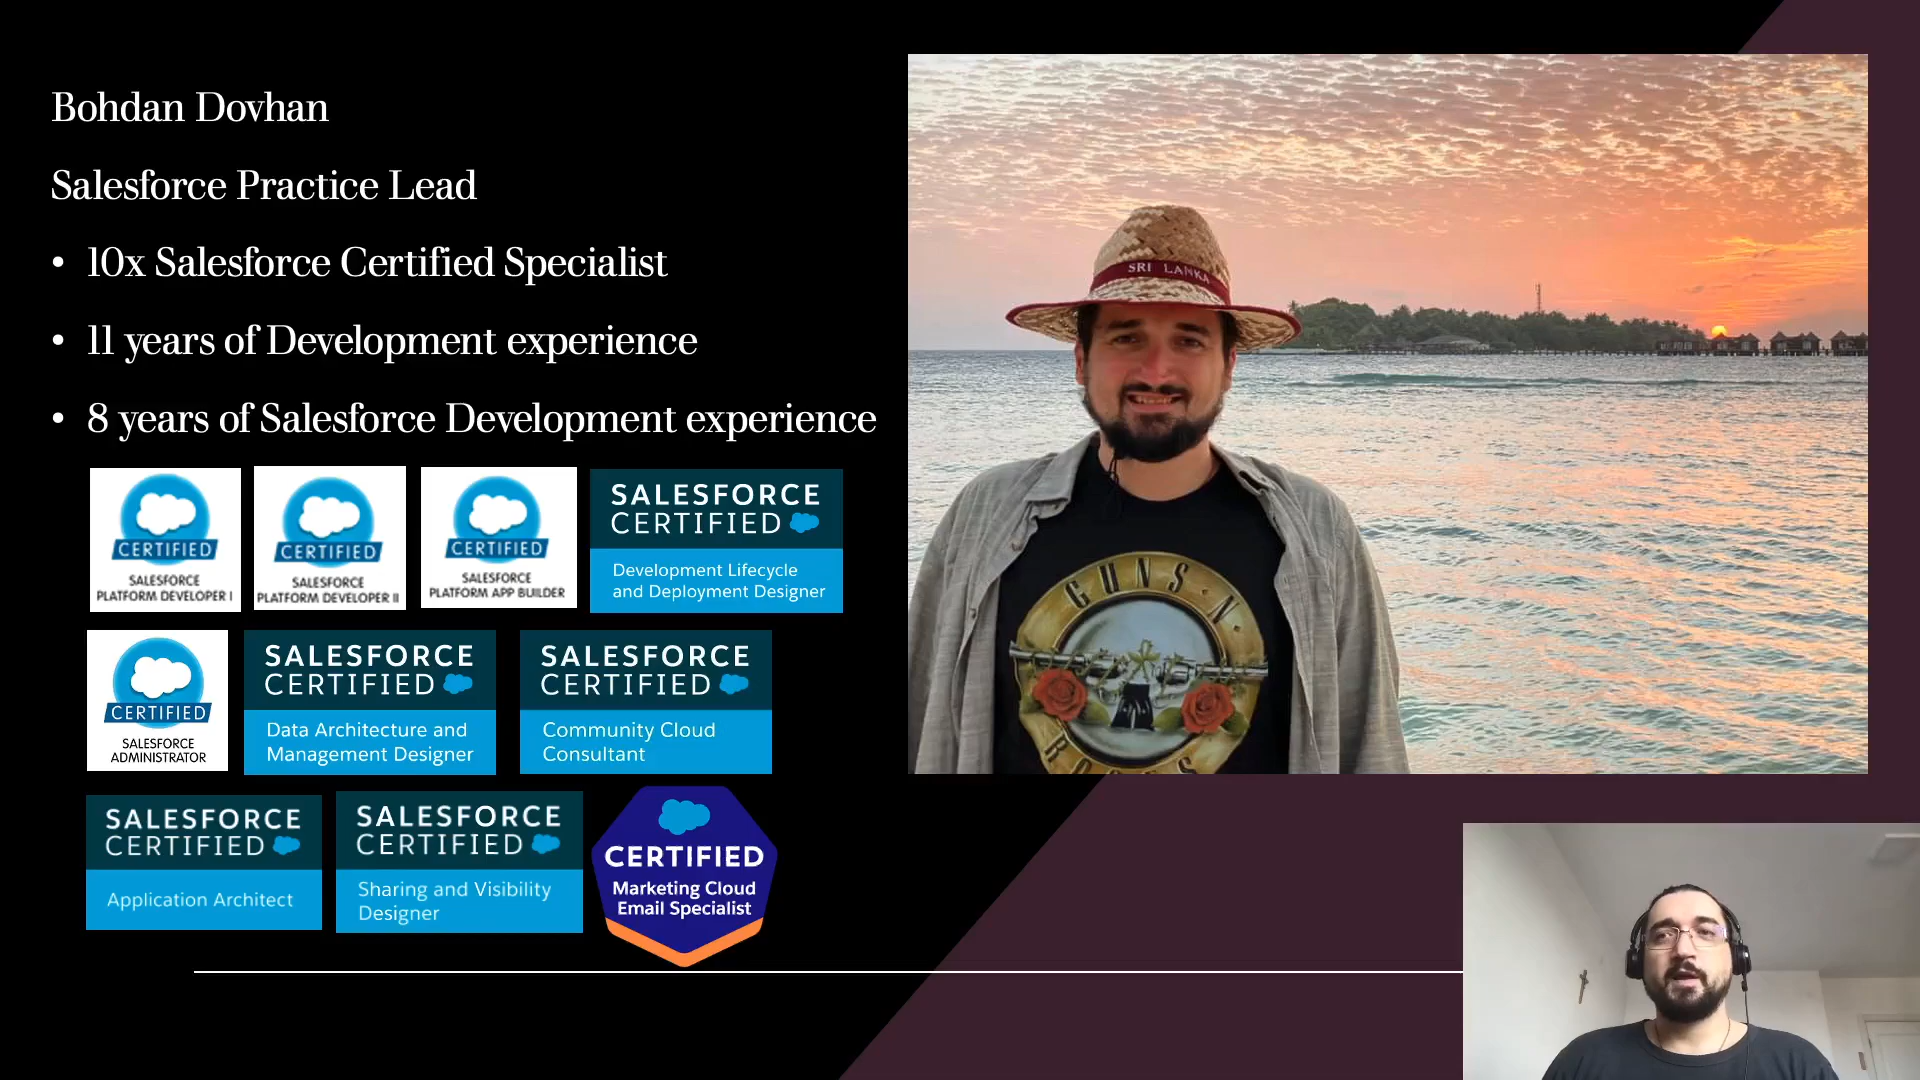 Bohdan Dovhan
Salesforce Practice Lead
• 10x Salesforce Certified Specialist
• 11 years of Development experience
• 8 years of Salesforce Development experience
CERTIFIED
SALESFORCE
PLATFORM DEVELOPER I
CERTIFIED
SALESFORCE
PLATFORM DEVELOPER II
CERTIFIED
SALESFORCE
PLATFORM APP BUILDER
SALESFORCE
CERTIFIED
Development Lifecycle
and Deployment Designer
CERTIFIED
SALESFORCE
ADMINISTRATOR
SALESFORCE
CERTIFIED
Data Architecture and
Management Designer
SALESFORCE
CERTIFIED
Community Cloud
Consultant
SALESFORCE
CERTIFIED
Application Architect
SALESFORCE
CERTIFIED
Sharing and Visibility
Designer
CERTIFIED
Marketing Cloud
Email Specialist
SRI LANKA
GUNS N'
ROSES